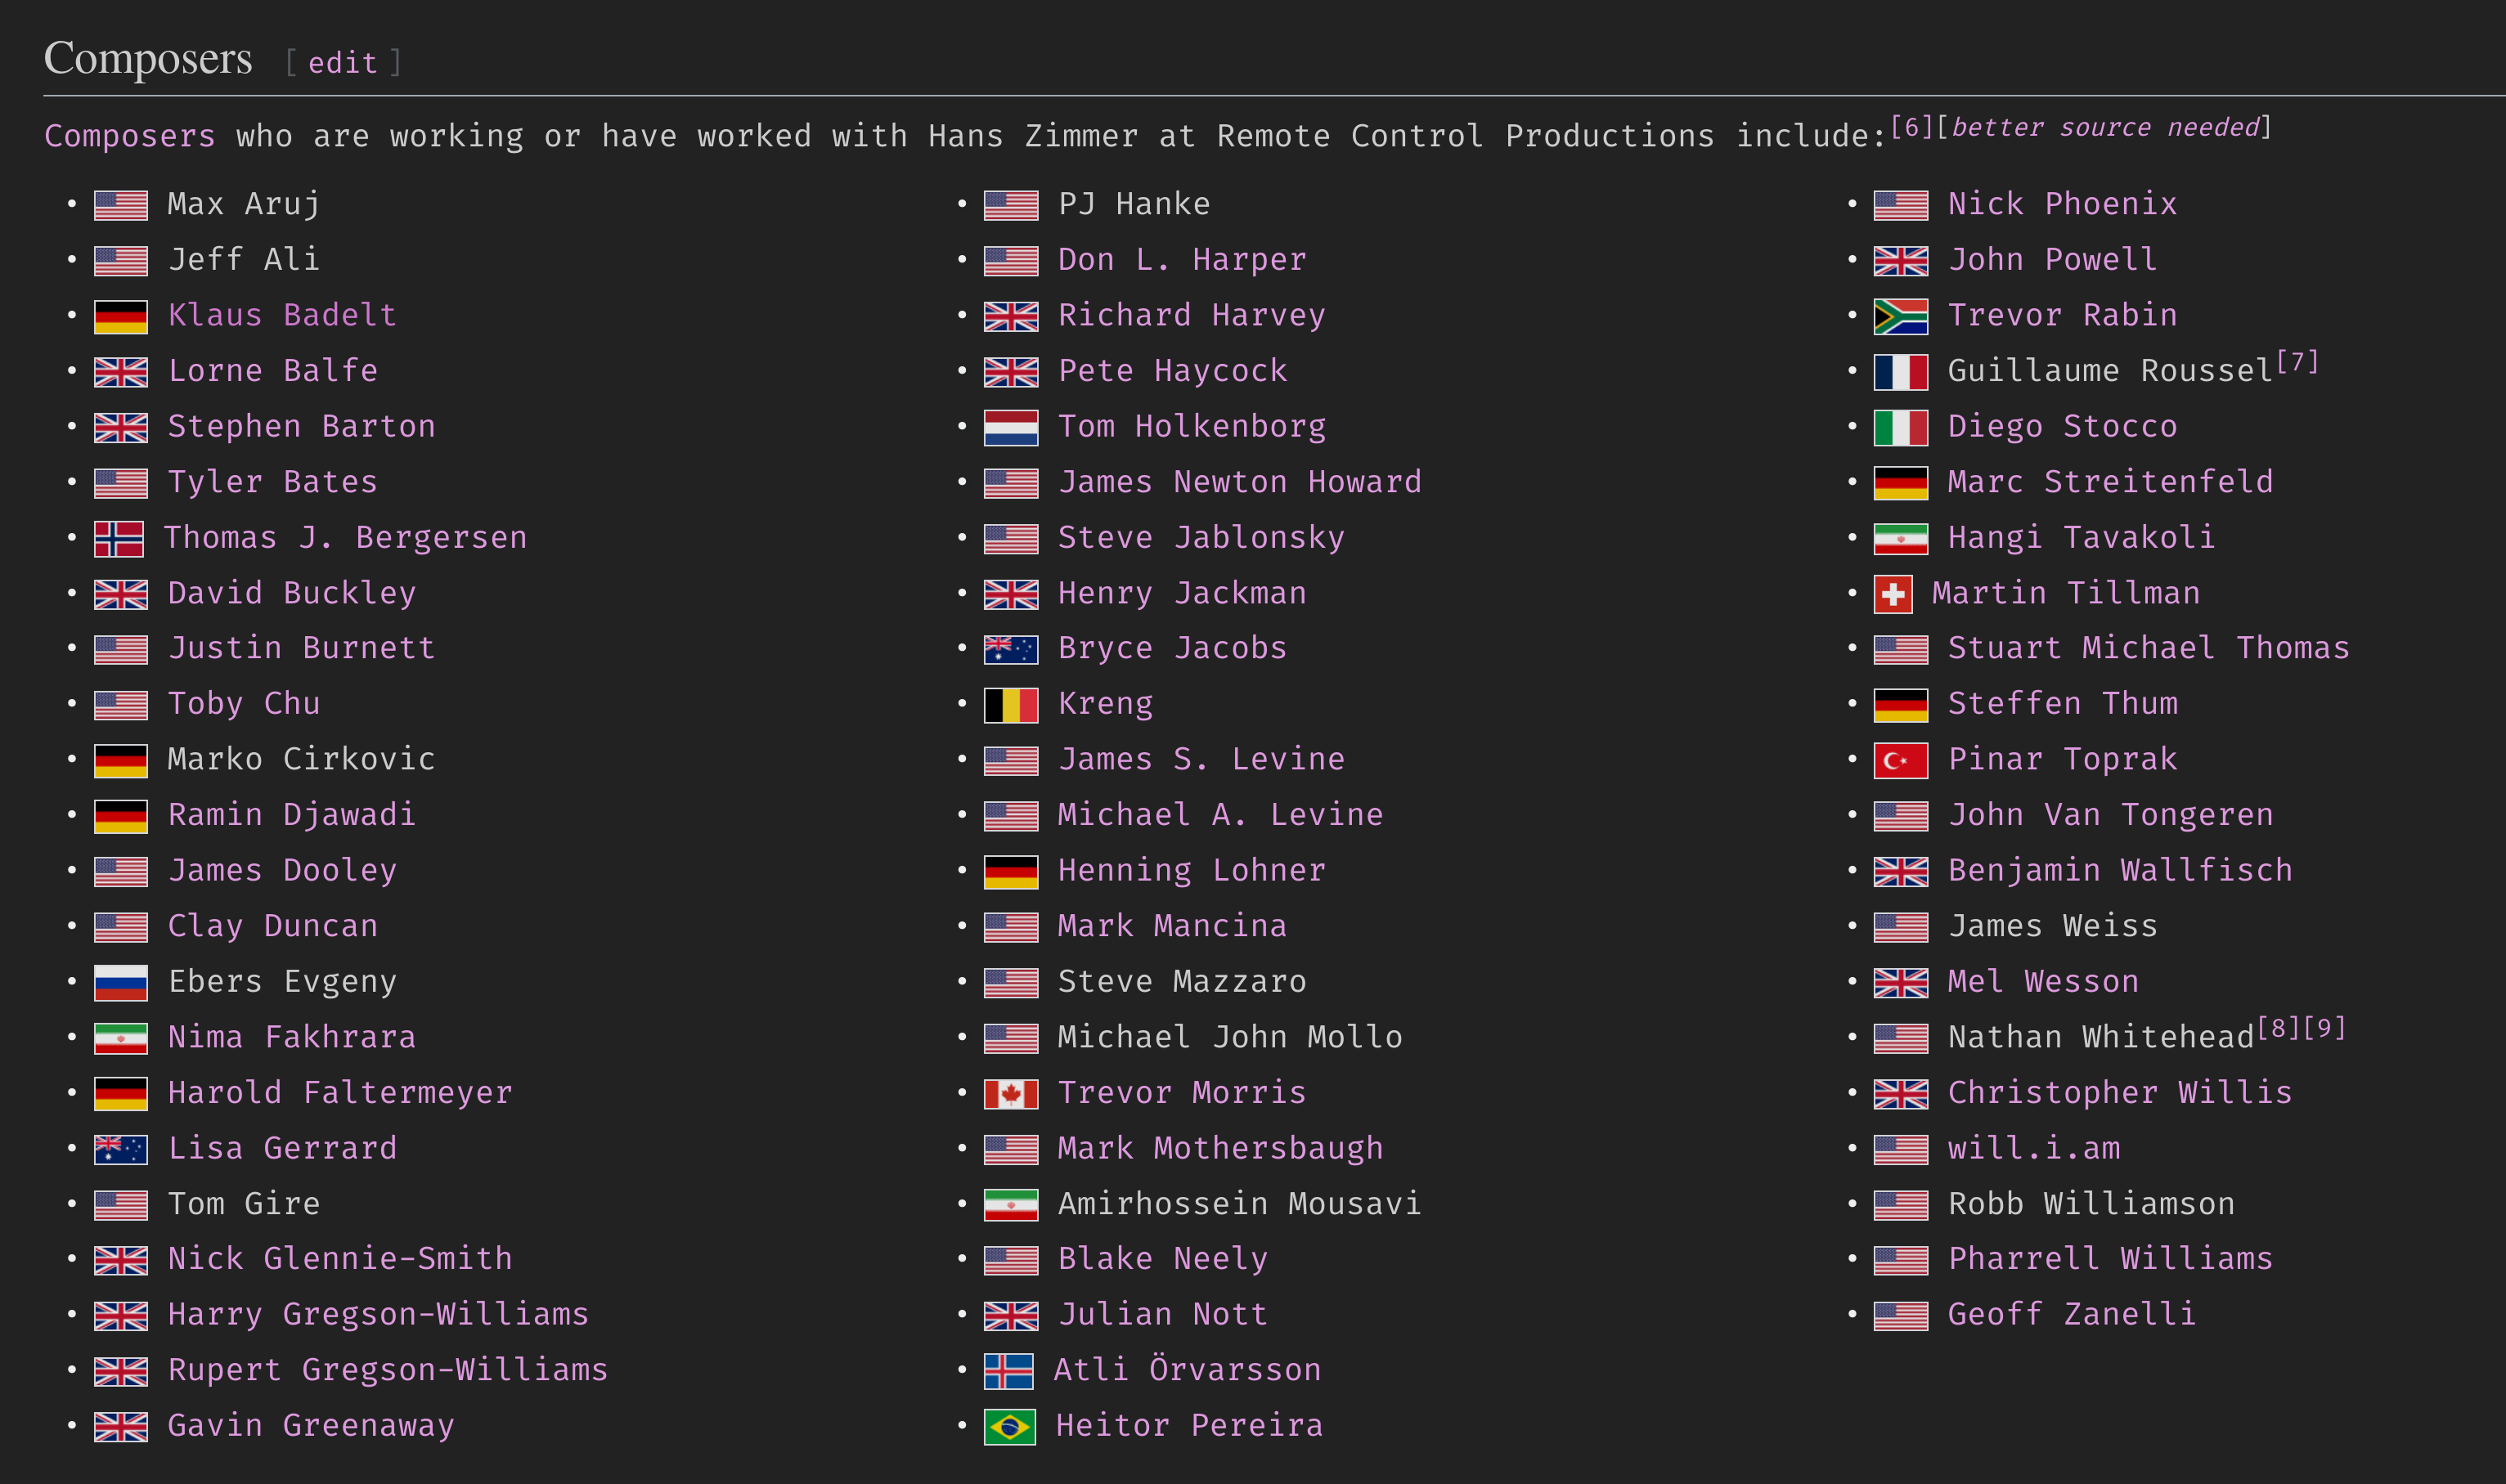 Composers [ edit ]
Composers who are working or have worked with Hans Zimmer at Remote Control Productions include:[6][better source needed]
• Max Aruj
• Jeff Ali
• Klaus Badelt
• Lorne Balfe
• Stephen Barton
• Tyler Bates
• Thomas J. Bergersen
• David Buckley
• Justin Burnett
• Toby Chu
• Marko Cirkovic
• Ramin Djawadi
• James Dooley
• Clay Duncan
• Ebers Evgeny
• Nima Fakhrara
• Harold Faltermeyer
• Lisa Gerrard
• Tom Gire
• Nick Glennie-Smith
• Harry Gregson-Williams
• Rupert Gregson-Williams
• Gavin Greenaway
• PJ Hanke
• Don L. Harper
• Richard Harvey
• Pete Haycock
• Tom Holkenborg
• James Newton Howard
• Steve Jablonsky
• Henry Jackman
• Bryce Jacobs
• Kreng
• James S. Levine
• Michael A. Levine
• Henning Lohner
• Mark Mancina
• Steve Mazzaro
• Michael John Mollo
• Trevor Morris
• Mark Mothersbaugh
• Amirhossein Mousavi
• Blake Neely
• Julian Nott
• Atli Örvarsson
• Heitor Pereira
• Nick Phoenix
• John Powell
• Trevor Rabin
• Guillaume Roussel[7]
• Diego Stocco
• Marc Streitenfeld
• Hangi Tavakoli
• Martin Tillman
• Stuart Michael Thomas
• Steffen Thum
• Pinar Toprak
• John Van Tongeren
• Benjamin Wallfisch
• James Weiss
• Mel Wesson
• Nathan Whitehead[8][9]
• Christopher Willis
• will.i.am
• Robb Williamson
• Pharrell Williams
• Geoff Zanelli